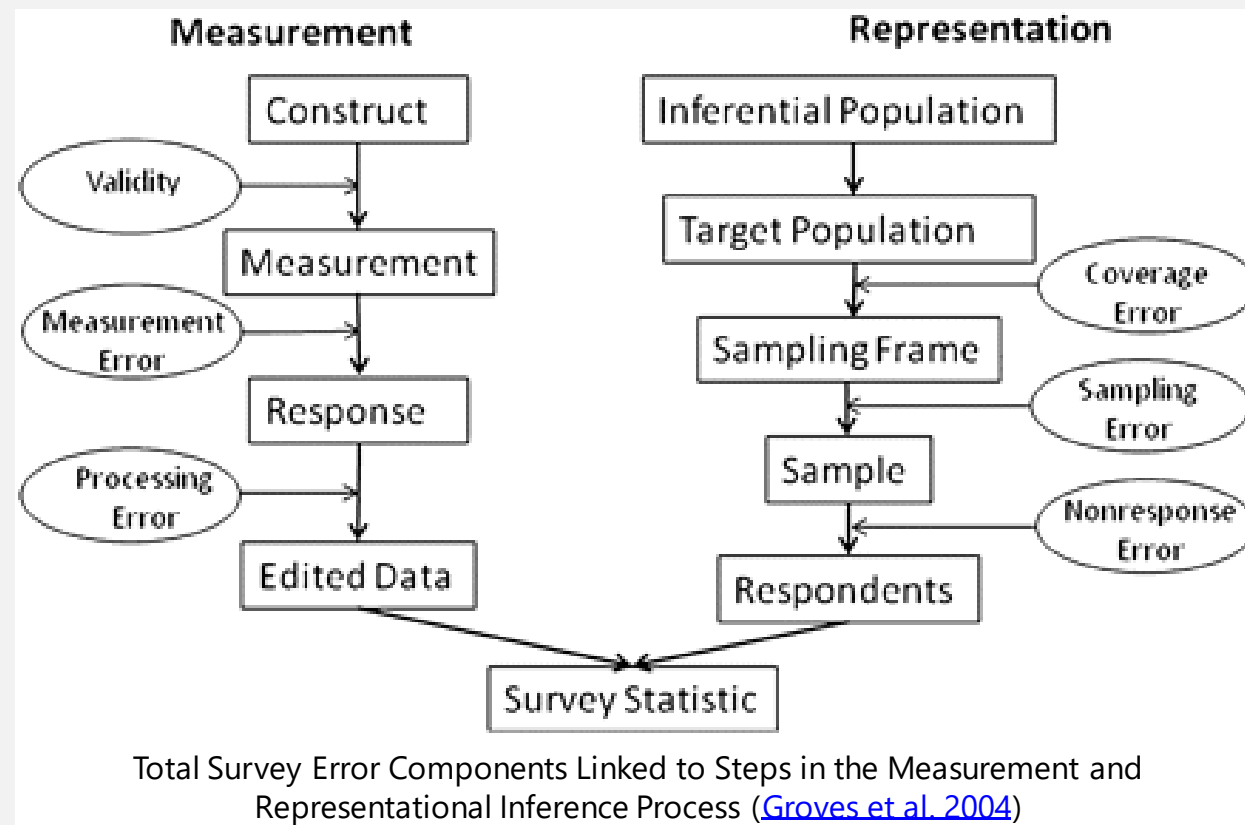 Measurement
Representation
Construct
Inferential Population
Validity
Target Population
Measurement
Coverage
Error
Measurement
Error
Sampling Frame
Response
Sampling
Error
Processing
Error
Sample
Nonresponse
Error
Edited Data
Respondents
Survey Statistic
Total Survey Error Components Linked to Steps in the Measurement and
Representational Inference Process (Groves et al. 2004)